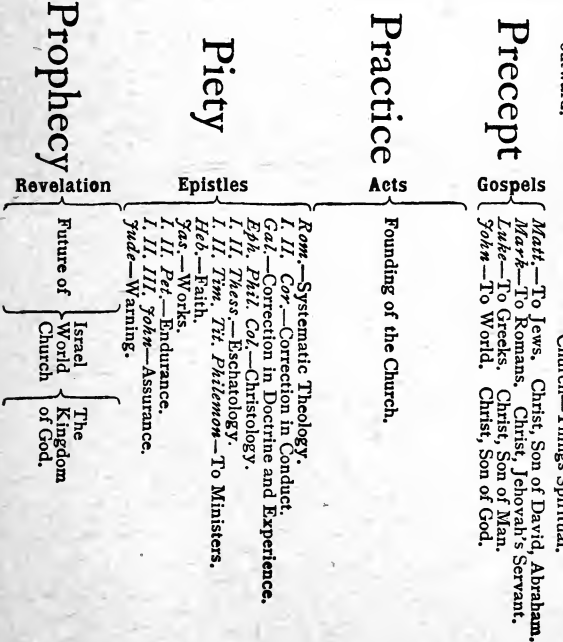 Church—Things Spiritual.
Precept
Gospels
Matt.—To Jews, Christ, Son of David, Abraham.
Mark—To Romans, Christ, Jehovah's Servant.
Luke—To Greeks, Christ, Son of Man.
John—To World. Christ, Son of God.
Practice
Acts
Founding of the Church.
Piety
Epistles
Rom.—Systematic Theology.
I. II. Cor.—Correction in Conduct.
Gal.—Correction in Doctrine and Experience.
Eph. Phil. Col.—Christology.
I. II. Thess.—Eschatology.
I. II. Tim. Tit. Philemon—To Ministers.
Heb.—Faith.
Jas.—Works.
I. II. Pet.—Endurance.
I. II. III. John—Assurance.
Jude—Warning.
Prophecy
Revelation
Future of
Israel
World
Church
The
Kingdom
of God.